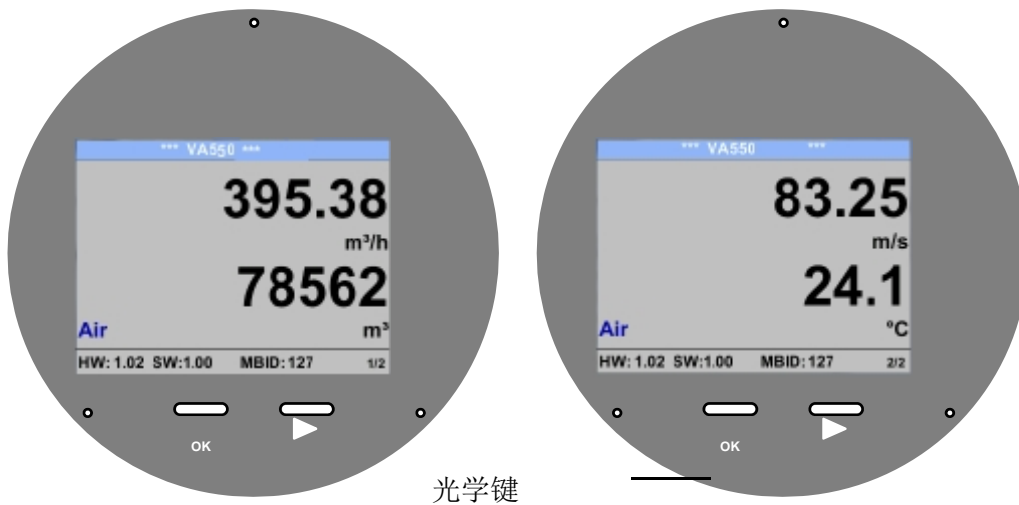 *** VA550 ***
395.38
m³/h
78562
Air m³
HW: 1.02 SW:1.00 MBID: 127 1/2
OK
*** VA550 ***
83.25
m/s
24.1
Air °C
HW: 1.02 SW:1.00 MBID: 127 2/2
OK
光学键